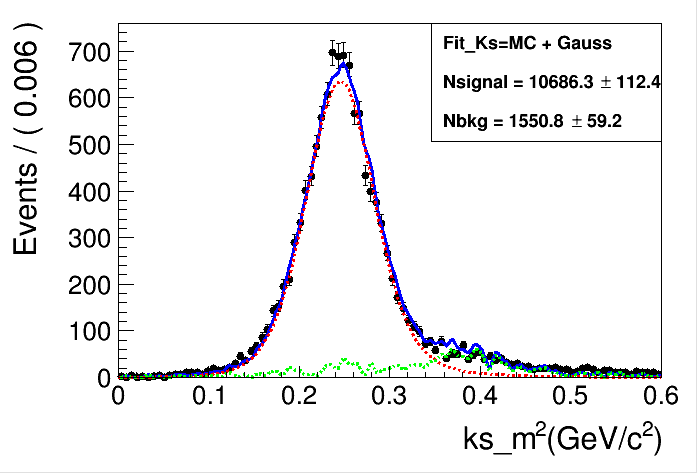 Events / ( 0.006 )
700
600
500
400
300
200
100
0
Fit_Ks=MC + Gauss
Nsignal = 10686.3 ± 112.4
Nbkg = 1550.8 ± 59.2
0 0.1 0.2 0.3 0.4 0.5 0.6
ks_m²(GeV/c²)